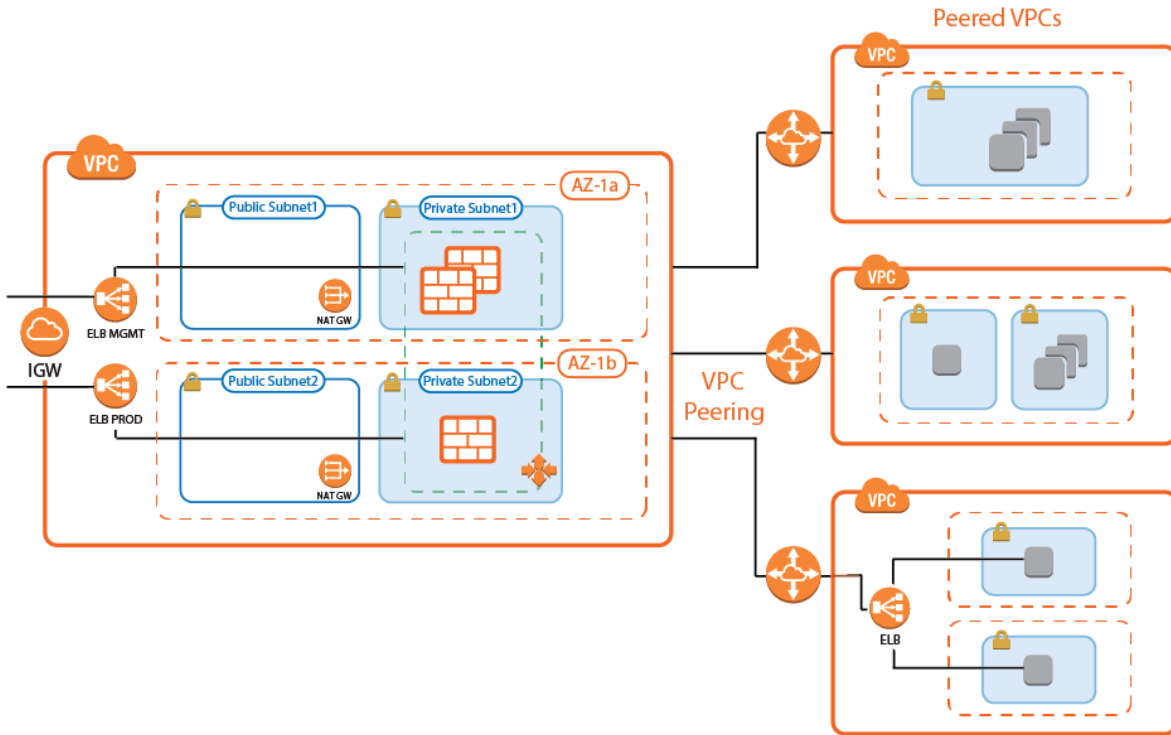 Peered VPCs
VPC
VPC
AZ-1a
Public Subnet1
Private Subnet1
NAT GW
ELB MGMT
IGW
AZ-1b
Public Subnet2
Private Subnet2
ELB PROD
NAT GW
VPC
Peering
VPC
VPC
ELB